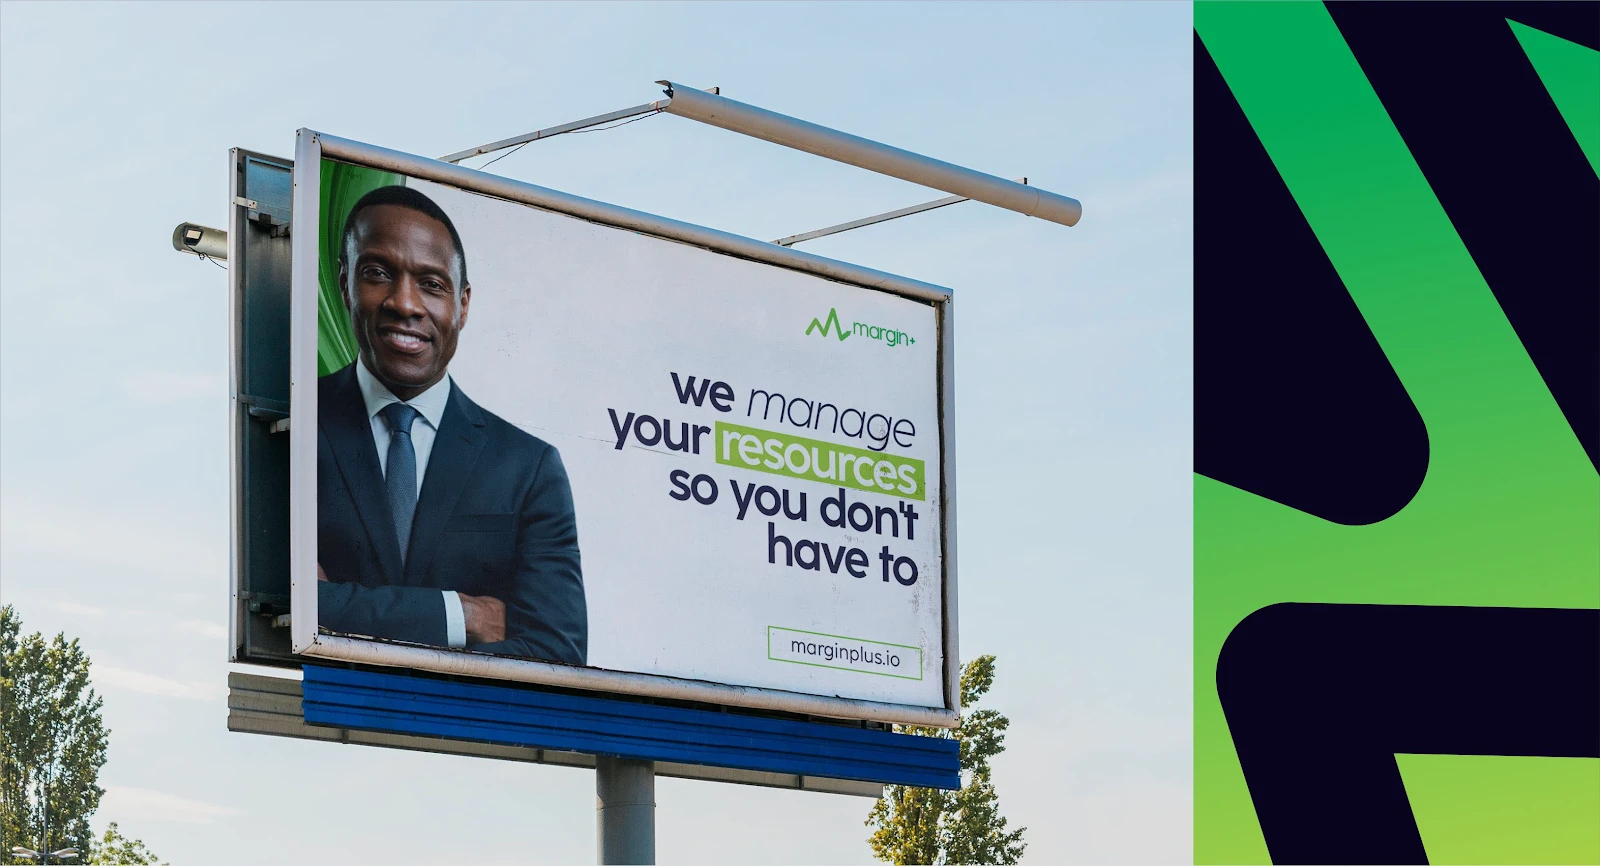 margin+
we manage
your resources
so you don't
have to
marginplus.io